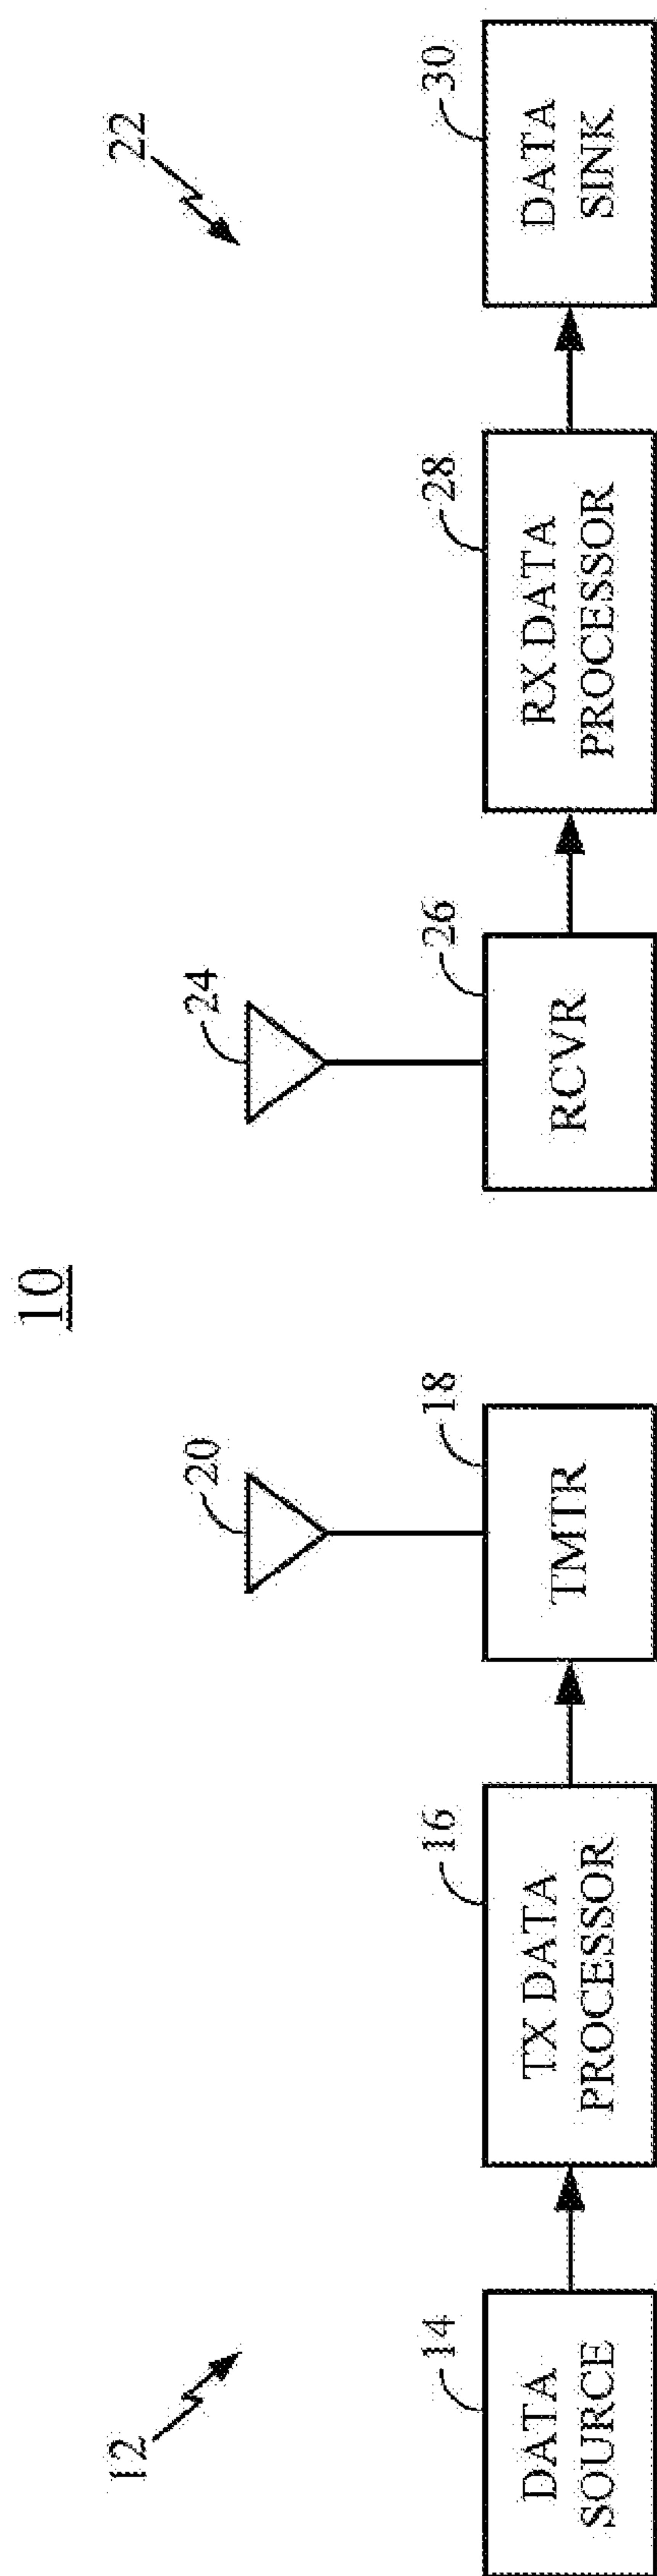 10
12
22
20
24
14
16
18
26
28
30
DATA
SOURCE
TX DATA
PROCESSOR
TMTR
RCVR
RX DATA
PROCESSOR
DATA
SINK